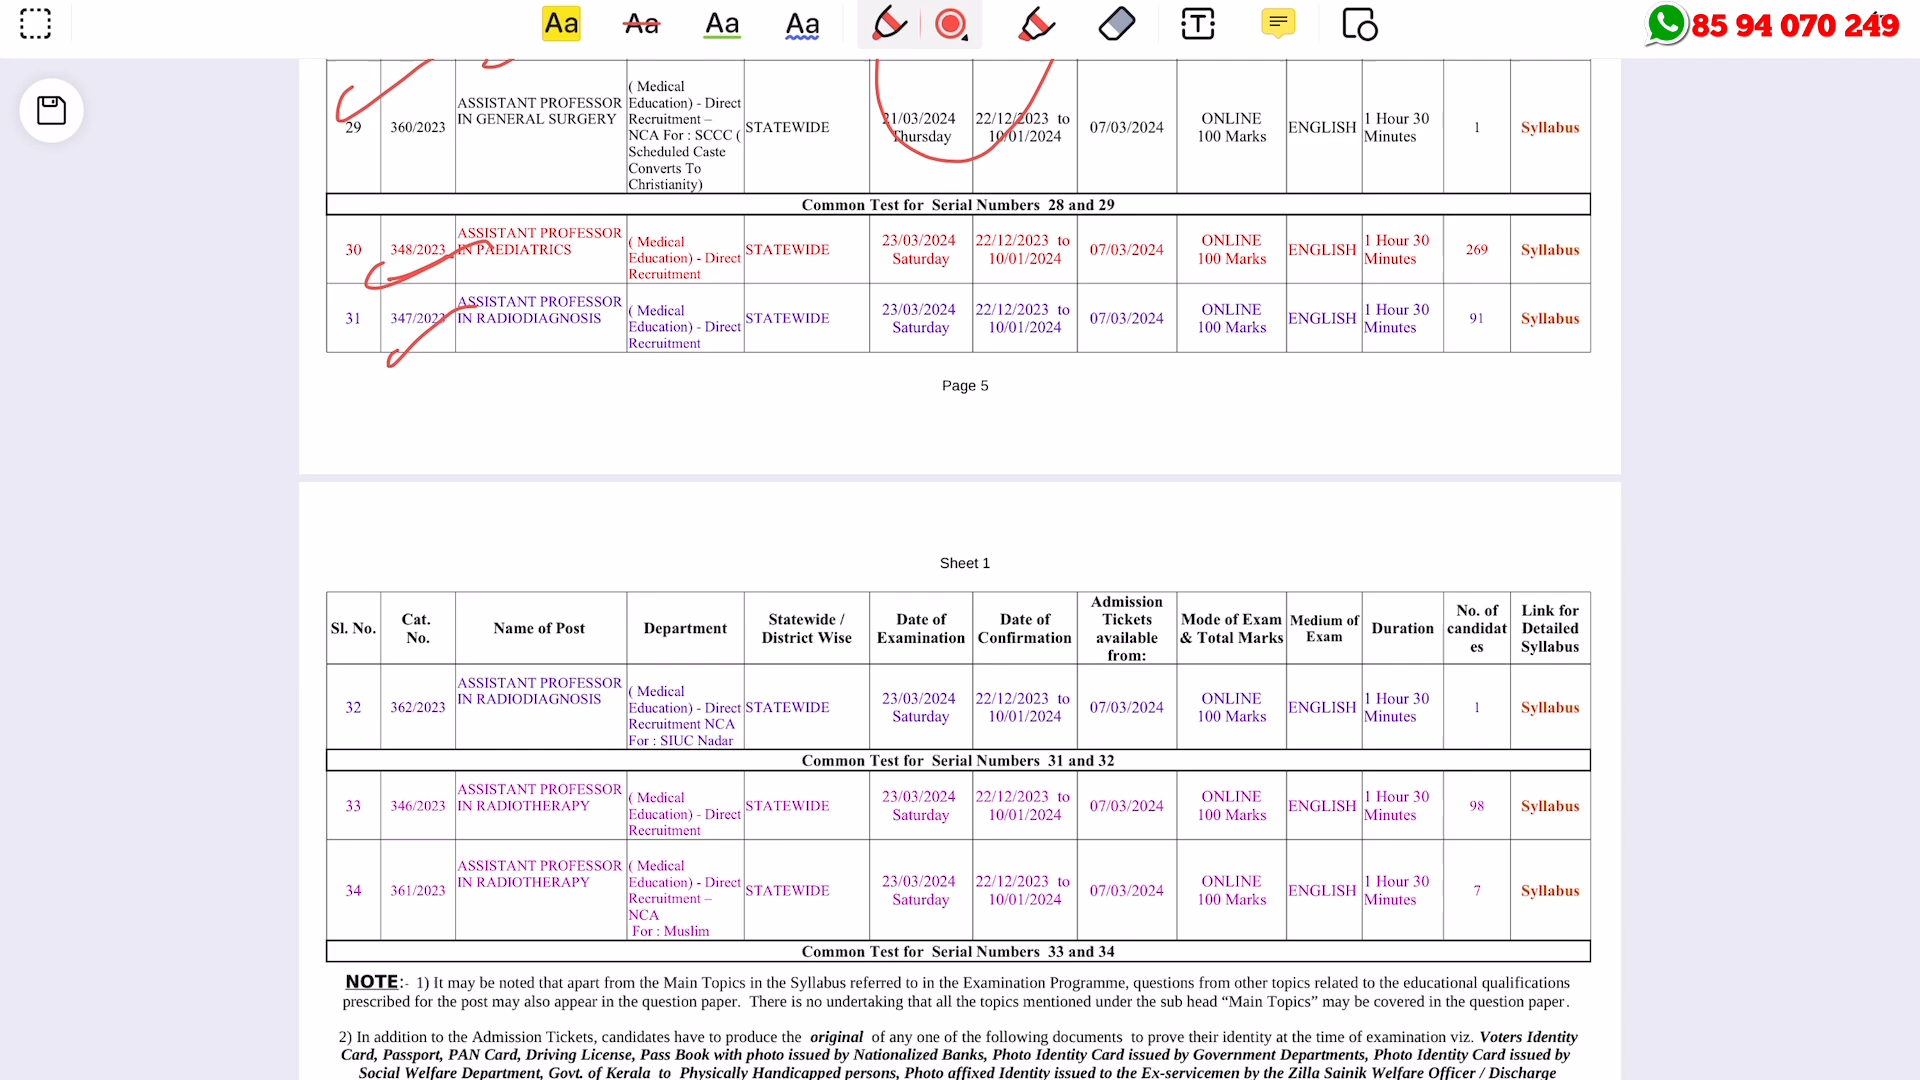 Aa Aa Aa Aa T
85 94 070 249
29 360/2023 ASSISTANT PROFESSOR IN GENERAL SURGERY ( Medical Education) - Direct Recruitment – NCA For : SCCC ( Scheduled Caste Converts To Christianity) STATEWIDE 21/03/2024 Thursday 22/12/2023 to 10/01/2024 07/03/2024 ONLINE 100 Marks ENGLISH 1 Hour 30 Minutes 1 Syllabus
Common Test for Serial Numbers 28 and 29
30 348/2023 ASSISTANT PROFESSOR IN PAEDIATRICS ( Medical Education) - Direct Recruitment STATEWIDE 23/03/2024 Saturday 22/12/2023 to 10/01/2024 07/03/2024 ONLINE 100 Marks ENGLISH 1 Hour 30 Minutes 269 Syllabus
31 347/2023 ASSISTANT PROFESSOR IN RADIODIAGNOSIS ( Medical Education) - Direct Recruitment STATEWIDE 23/03/2024 Saturday 22/12/2023 to 10/01/2024 07/03/2024 ONLINE 100 Marks ENGLISH 1 Hour 30 Minutes 91 Syllabus
Page 5
Sheet 1
Sl. No. Cat. No. Name of Post Department Statewide / District Wise Date of Examination Date of Confirmation Admission Tickets available from: Mode of Exam & Total Marks Medium of Exam Duration No. of candidat es Link for Detailed Syllabus
32 362/2023 ASSISTANT PROFESSOR IN RADIODIAGNOSIS ( Medical Education) - Direct Recruitment NCA For : SIUC Nadar STATEWIDE 23/03/2024 Saturday 22/12/2023 to 10/01/2024 07/03/2024 ONLINE 100 Marks ENGLISH 1 Hour 30 Minutes 1 Syllabus
Common Test for Serial Numbers 31 and 32
33 346/2023 ASSISTANT PROFESSOR IN RADIOTHERAPY ( Medical Education) - Direct Recruitment STATEWIDE 23/03/2024 Saturday 22/12/2023 to 10/01/2024 07/03/2024 ONLINE 100 Marks ENGLISH 1 Hour 30 Minutes 98 Syllabus
34 361/2023 ASSISTANT PROFESSOR IN RADIOTHERAPY ( Medical Education) - Direct Recruitment – NCA For : Muslim STATEWIDE 23/03/2024 Saturday 22/12/2023 to 10/01/2024 07/03/2024 ONLINE 100 Marks ENGLISH 1 Hour 30 Minutes 7 Syllabus
Common Test for Serial Numbers 33 and 34
NOTE:- 1) It may be noted that apart from the Main Topics in the Syllabus referred to in the Examination Programme, questions from other topics related to the educational qualifications
prescribed for the post may also appear in the question paper. There is no undertaking that all the topics mentioned under the sub head “Main Topics” may be covered in the question paper.
2) In addition to the Admission Tickets, candidates have to produce the original of any one of the following documents to prove their identity at the time of examination viz. Voters Identity
Card, Passport, PAN Card, Driving License, Pass Book with photo issued by Nationalized Banks, Photo Identity Card issued by Government Departments, Photo Identity Card issued by
Social Welfare Department, Govt. of Kerala to Physically Handicapped persons, Photo affixed Identity issued to the Ex-servicemen by the Zilla Sainik Welfare Officer / Discharge